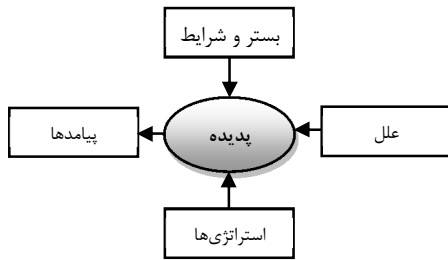 بستر و شرایط
علل
پدیده
پیامدها
استراتژی‌ها